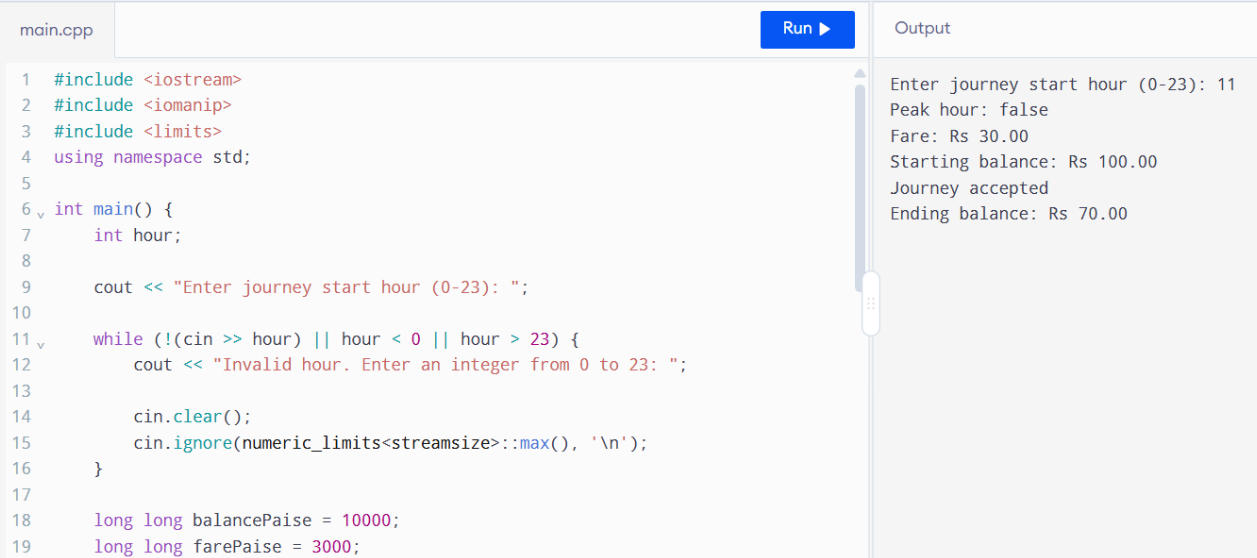 main.cpp
Run
Output
1 #include <iostream>
2 #include <iomanip>
3 #include <limits>
4 using namespace std;
5
6 int main() {
7     int hour;
8
9     cout << "Enter journey start hour (0-23): ";
10
11     while (!(cin >> hour) || hour < 0 || hour > 23) {
12         cout << "Invalid hour. Enter an integer from 0 to 23: ";
13
14         cin.clear();
15         cin.ignore(numeric_limits<streamsize>::max(), '\n');
16     }
17
18     long long balancePaise = 10000;
19     long long farePaise = 3000;
Enter journey start hour (0-23): 11
Peak hour: false
Fare: Rs 30.00
Starting balance: Rs 100.00
Journey accepted
Ending balance: Rs 70.00